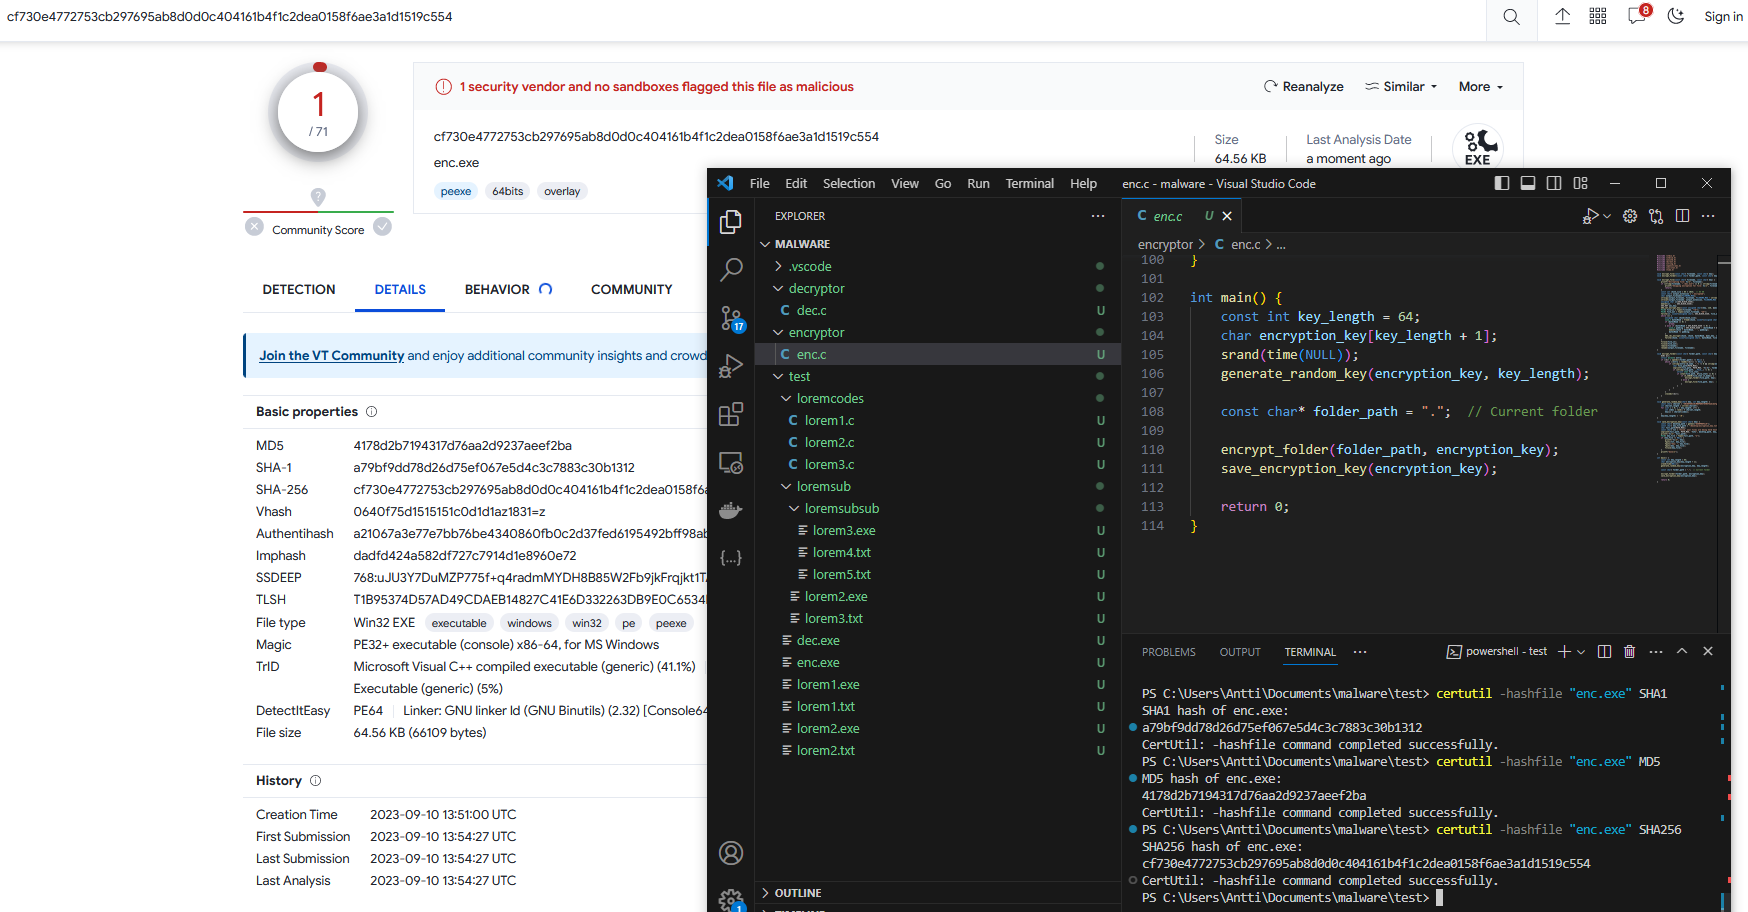 cf730e4772753cb297695ab8d0d0c404161b4f1c2dea0158f6ae3a1d1519c554
8
Sign in
1
/ 71
Community Score
1 security vendor and no sandboxes flagged this file as malicious
Reanalyze
Similar
More
cf730e4772753cb297695ab8d0d0c404161b4f1c2dea0158f6ae3a1d1519c554
enc.exe
peexe 64bits overlay
Size
64.56 KB
Last Analysis Date
a moment ago
EXE
DETECTION DETAILS BEHAVIOR COMMUNITY
Join the VT Community and enjoy additional community insights and crowd
Basic properties
MD5 4178d2b7194317d76aa2d9237aeef2ba
SHA-1 a79bf9dd78d26d75ef067e5d4c3c7883c30b1312
SHA-256 cf730e4772753cb297695ab8d0d0c404161b4f1c2dea0158f6a
Vhash 0640f75d1515151c0d1d1az1831=z
Authentihash a21067a3e77e7bb76be4340860fb0c2d37fed6195492bff98ab
Imphash dadfd424a582df727c7914d1e8960e72
SSDEEP 768:uJU3Y7DuMZP775f+q4radmMYDH8B85W2Fb9jkFrqjkt1T
TLSH T1B95374D57AD49CDAEB14827C41E6D332263DB9E0C6534
File type Win32 EXE executable windows win32 pe peexe
Magic PE32+ executable (console) x86-64, for MS Windows
TrID Microsoft Visual C++ compiled executable (generic) (41.1%)
Executable (generic) (5%)
DetectItEasy PE64 Linker: GNU linker ld (GNU Binutils) (2.32) [Console64
File size 64.56 KB (66109 bytes)
History
Creation Time 2023-09-10 13:51:00 UTC
First Submission 2023-09-10 13:54:27 UTC
Last Submission 2023-09-10 13:54:27 UTC
Last Analysis 2023-09-10 13:54:27 UTC
File Edit Selection View Go Run Terminal Help
enc.c - malware - Visual Studio Code
17
1
EXPLORER
MALWARE
.vscode
decryptor
C dec.c U
encryptor
C enc.c U
test
loremcodes
C lorem1.c U
C lorem2.c U
C lorem3.c U
loremsub
loremsubsub
lorem3.exe U
lorem4.txt U
lorem5.txt U
lorem2.exe U
lorem3.txt U
dec.exe U
enc.exe U
lorem1.exe U
lorem1.txt U
lorem2.exe U
lorem2.txt U
OUTLINE
C enc.c U
encryptor > C enc.c > ...
100 }
101
102 int main() {
103 const int key_length = 64;
104 char encryption_key[key_length + 1];
105 srand(time(NULL));
106 generate_random_key(encryption_key, key_length);
107
108 const char* folder_path = "."; // Current folder
109
110 encrypt_folder(folder_path, encryption_key);
111 save_encryption_key(encryption_key);
112
113 return 0;
114 }
PROBLEMS OUTPUT TERMINAL
powershell - test
PS C:\Users\Antti\Documents\malware\test> certutil -hashfile "enc.exe" SHA1
SHA1 hash of enc.exe:
a79bf9dd78d26d75ef067e5d4c3c7883c30b1312
CertUtil: -hashfile command completed successfully.
PS C:\Users\Antti\Documents\malware\test> certutil -hashfile "enc.exe" MD5
MD5 hash of enc.exe:
4178d2b7194317d76aa2d9237aeef2ba
CertUtil: -hashfile command completed successfully.
PS C:\Users\Antti\Documents\malware\test> certutil -hashfile "enc.exe" SHA256
SHA256 hash of enc.exe:
cf730e4772753cb297695ab8d0d0c404161b4f1c2dea0158f6ae3a1d1519c554
CertUtil: -hashfile command completed successfully.
PS C:\Users\Antti\Documents\malware\test>